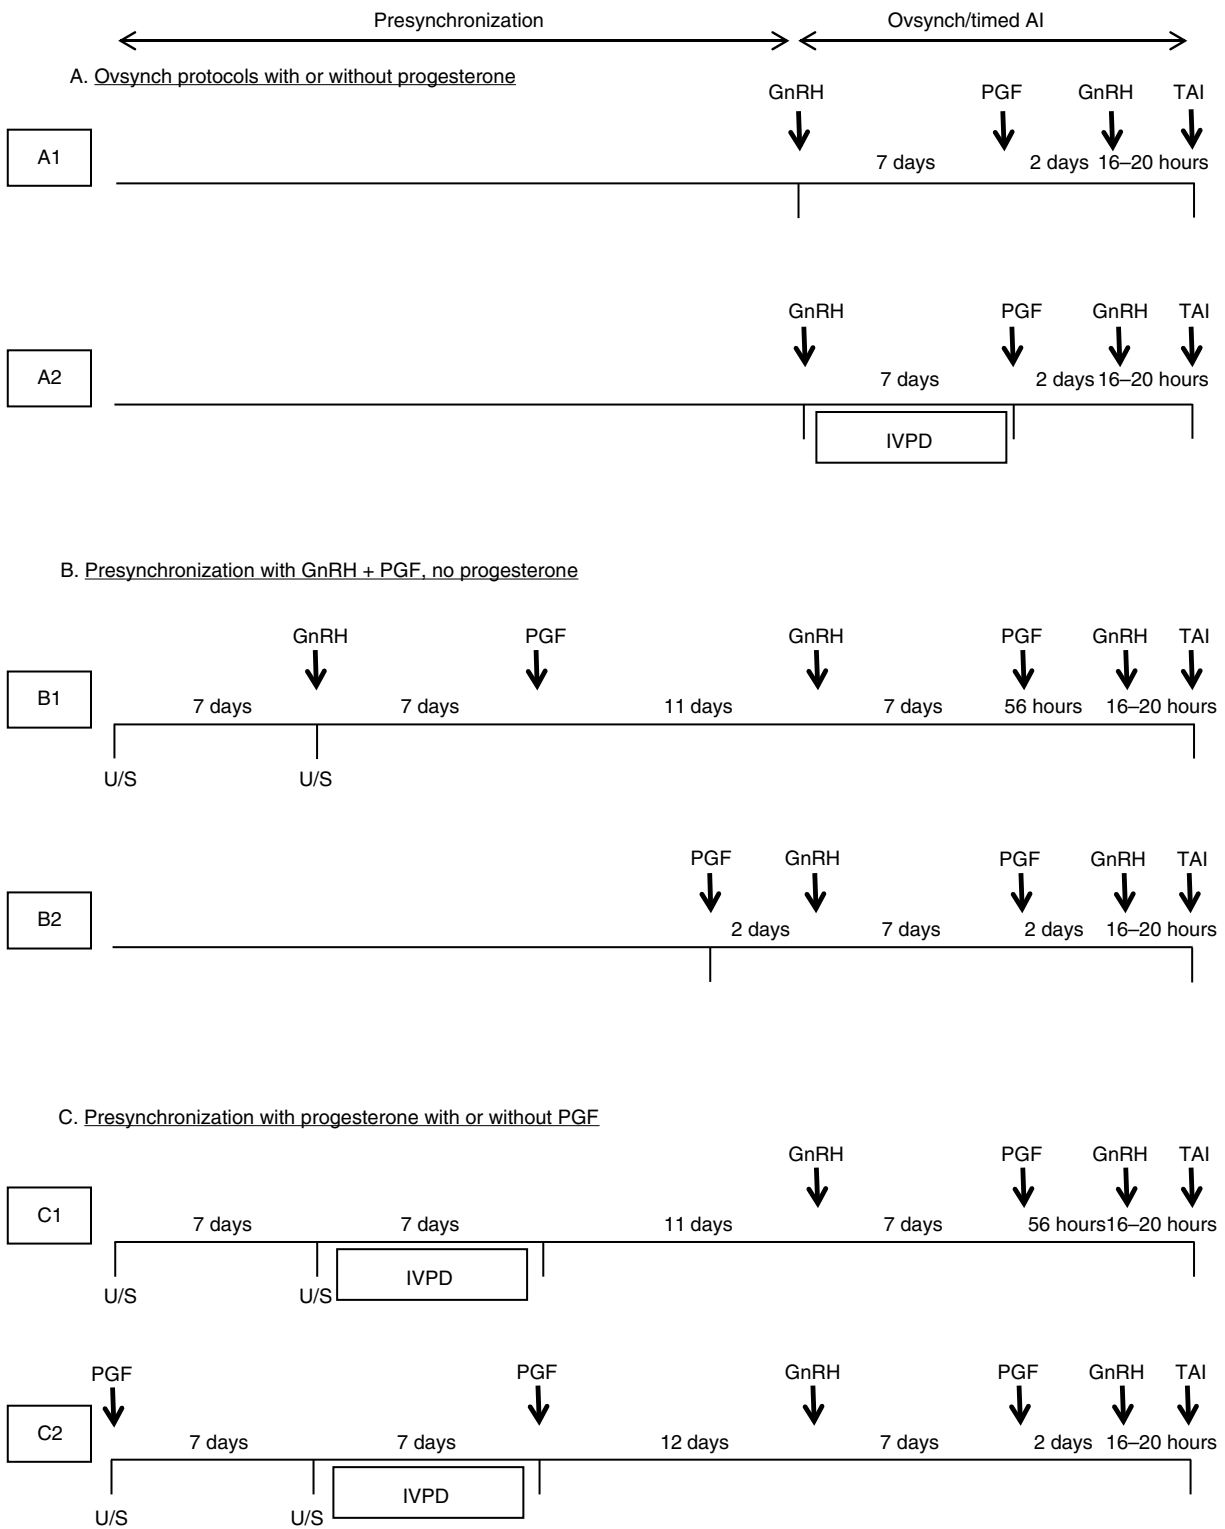 Presynchronization Ovsynch/timed AI
A. Ovsynch protocols with or without progesterone
GnRH PGF GnRH TAI
A1
7 days 2 days 16–20 hours
GnRH PGF GnRH TAI
A2
7 days 2 days 16–20 hours
IVPD
B. Presynchronization with GnRH + PGF, no progesterone
GnRH PGF GnRH PGF GnRH TAI
B1
7 days 7 days 11 days 7 days 56 hours 16–20 hours
U/S U/S
PGF GnRH PGF GnRH TAI
B2
2 days 7 days 2 days 16–20 hours
C. Presynchronization with progesterone with or without PGF
GnRH PGF GnRH TAI
C1
7 days 7 days 11 days 7 days 56 hours 16–20 hours
IVPD
U/S U/S
PGF PGF GnRH PGF GnRH TAI
C2
7 days 7 days 12 days 7 days 2 days 16–20 hours
IVPD
U/S U/S